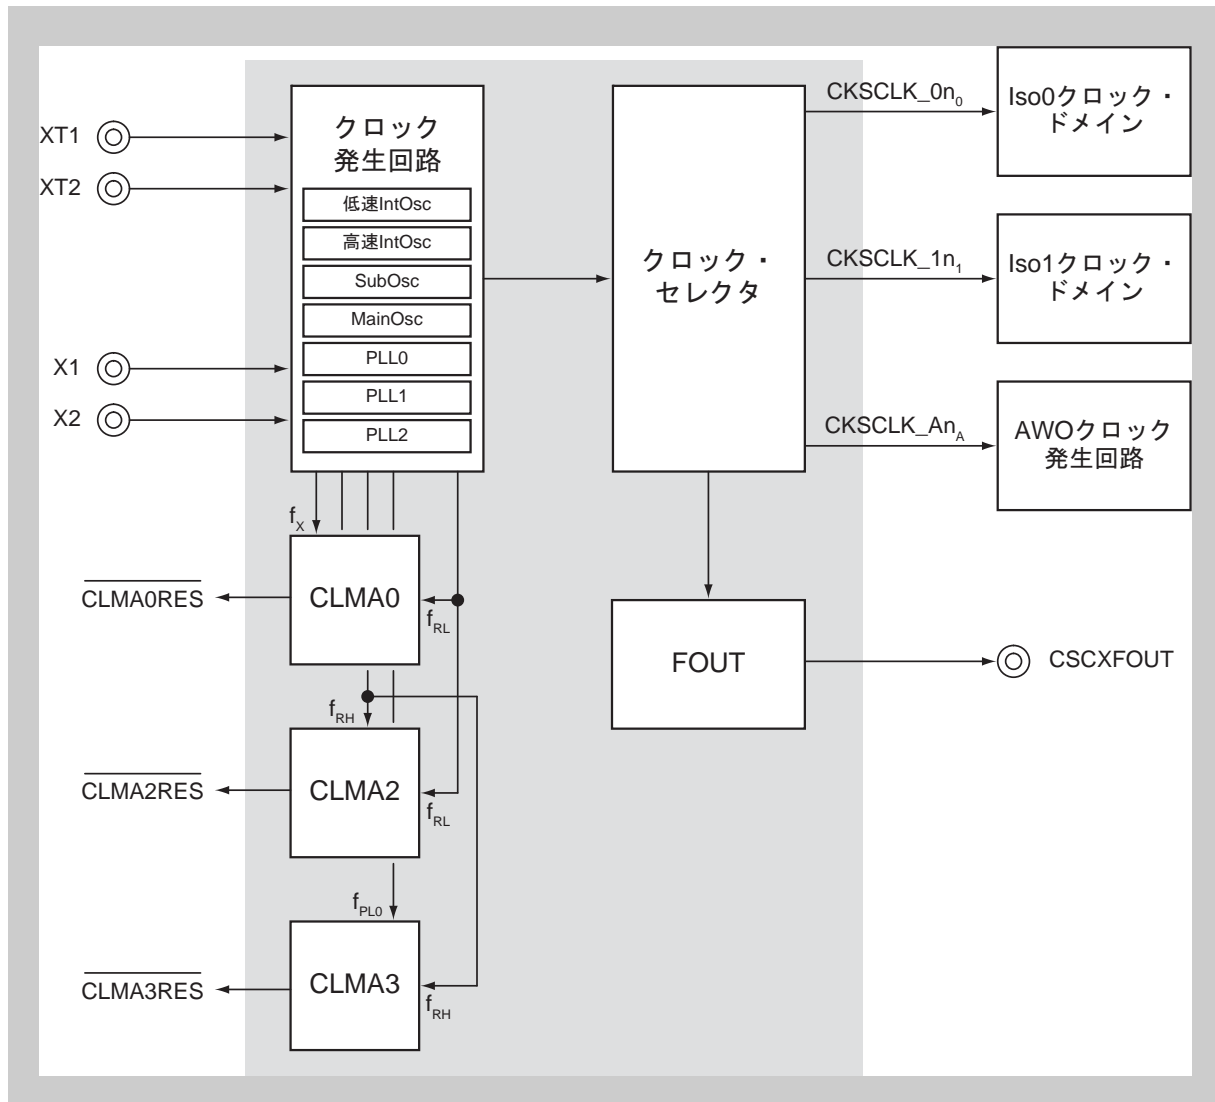 XT1
XT2
X1
X2
クロック
発生回路
低速IntOsc
高速IntOsc
SubOsc
MainOsc
PLL0
PLL1
PLL2
クロック・
セレクタ
CKSCLK_0n0
Iso0クロック・
ドメイン
CKSCLK_1n1
Iso1クロック・
ドメイン
CKSCLK_AnA
AWOクロック
発生回路
fX
CLMA0
fRL
CLMA0RES
FOUT
CSCXFOUT
fRH
CLMA2
fRL
CLMA2RES
fPL0
CLMA3
fRH
CLMA3RES